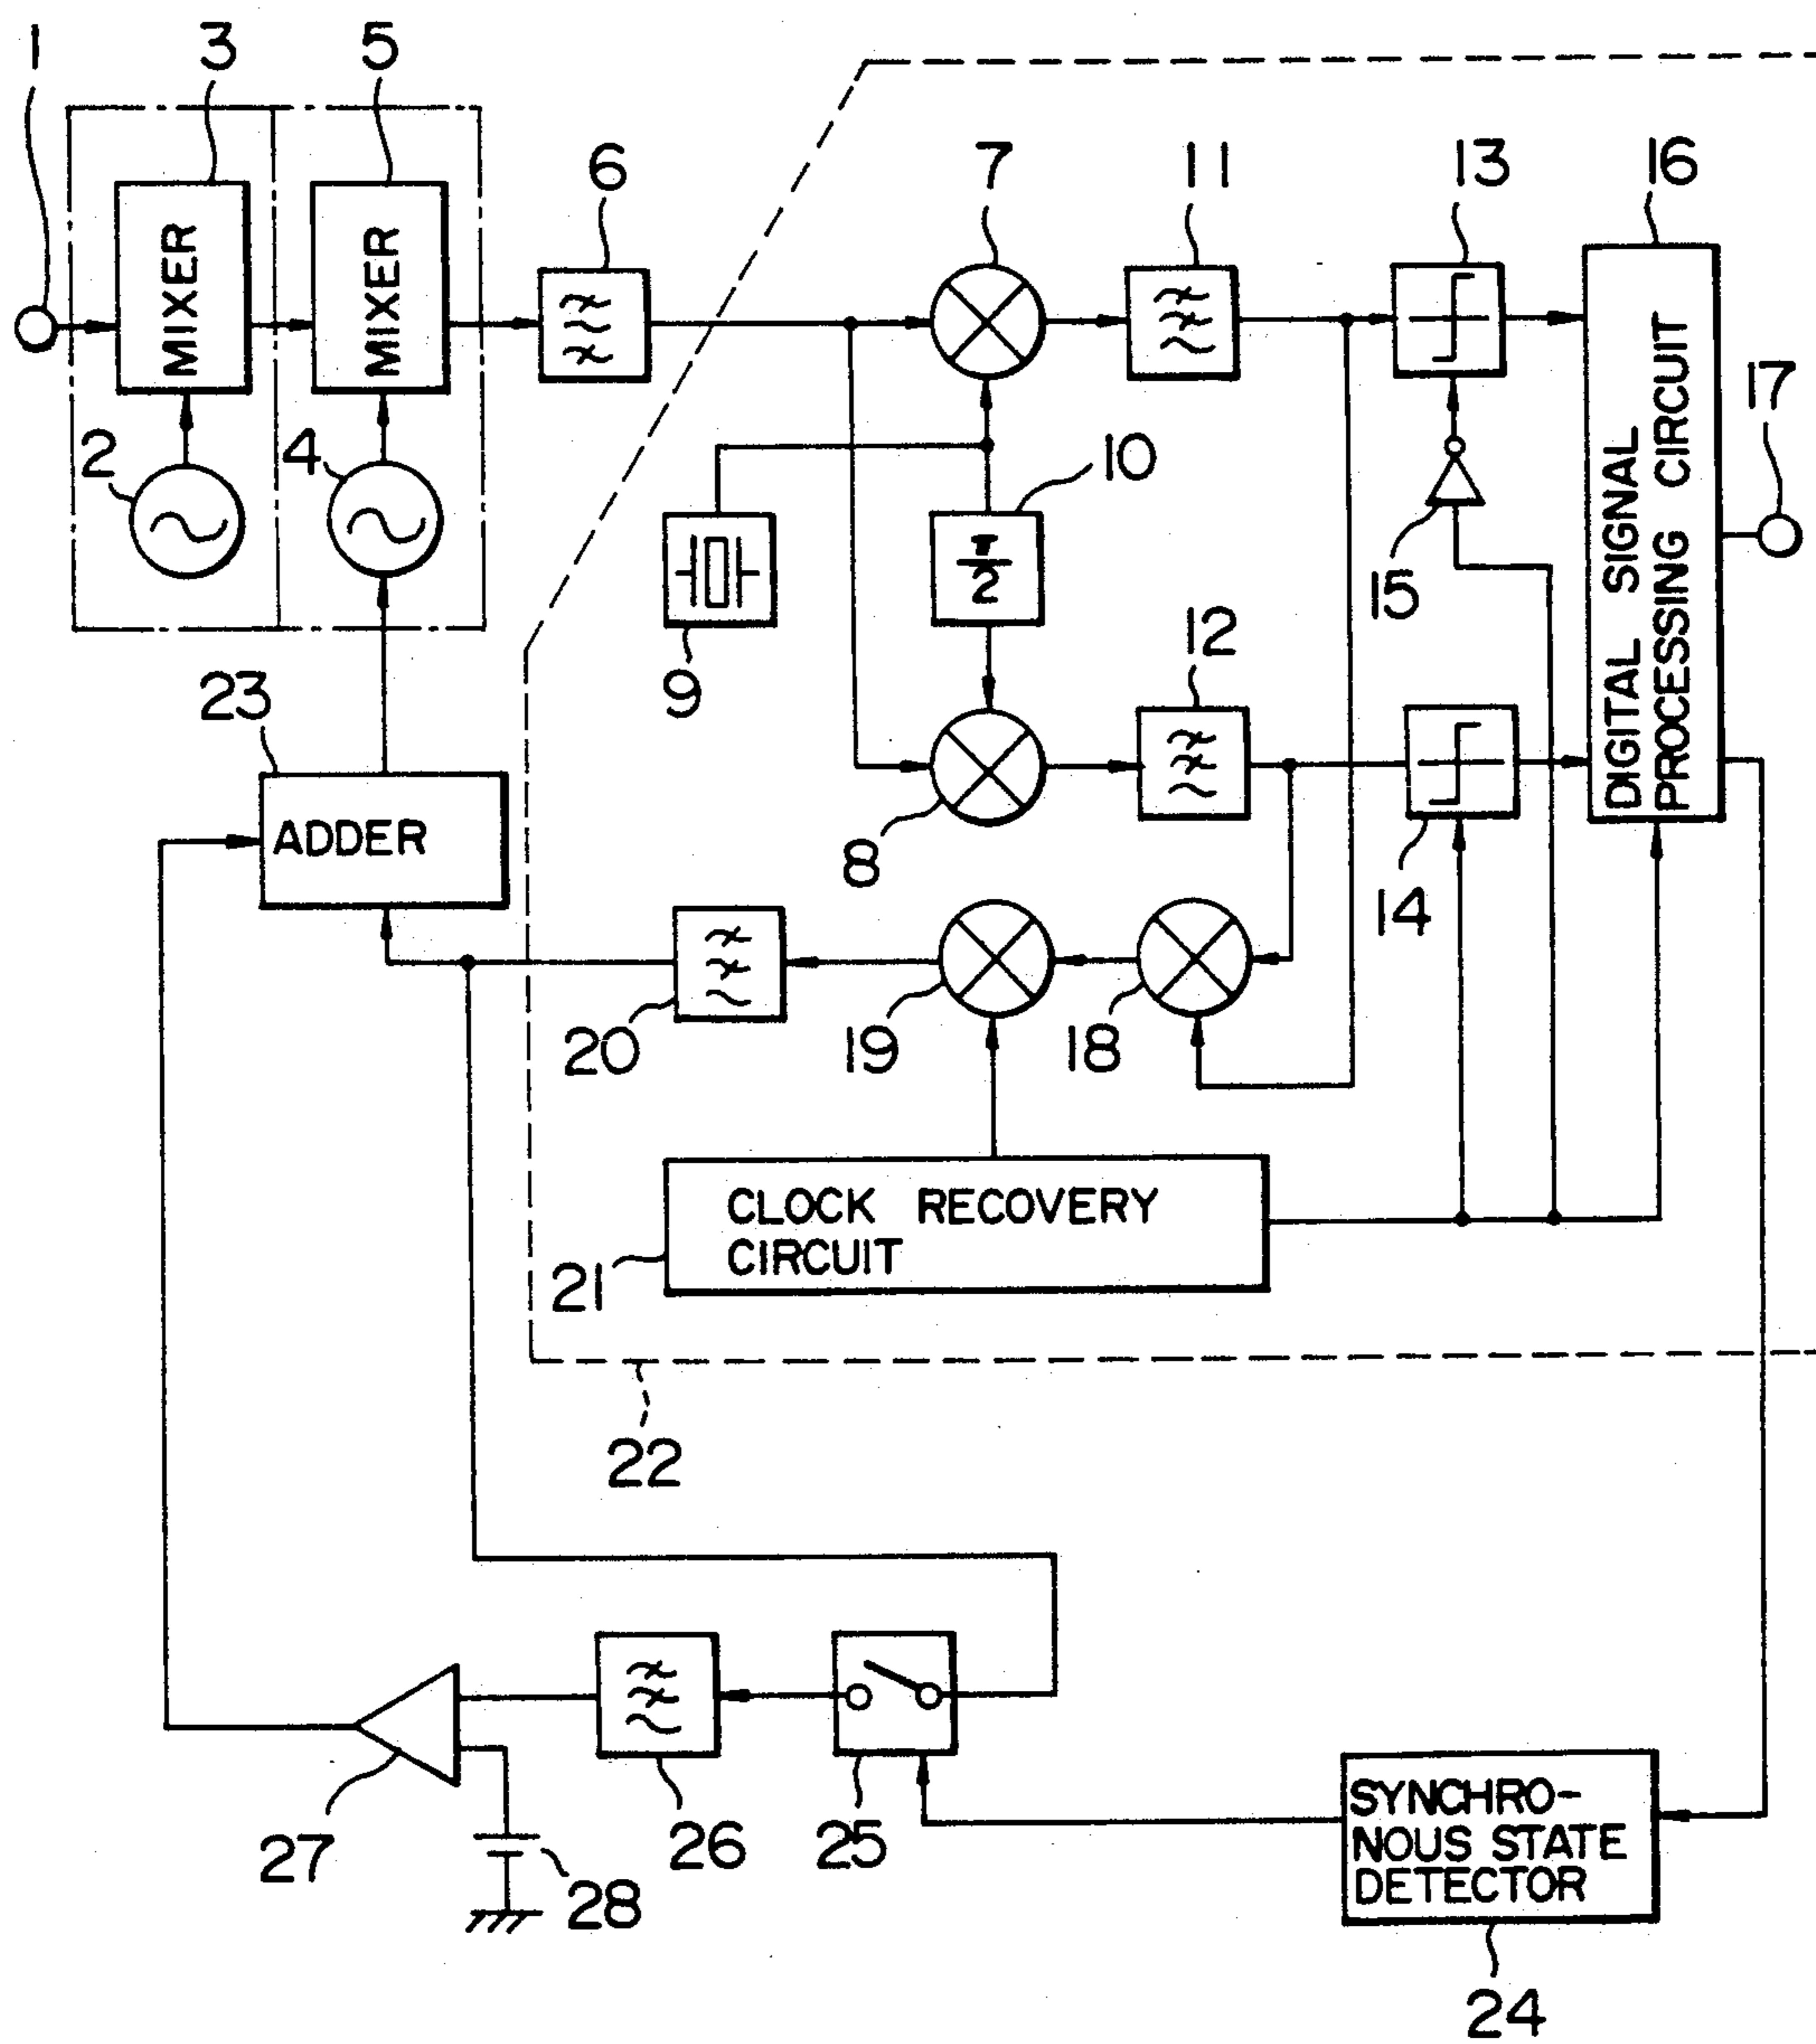 1
3
5
6
7
11
13
16
MIXER
MIXER
17
2
4
10
π/2
15
DIGITAL SIGNAL
PROCESSING CIRCUIT
9
12
23
ADDER
8
14
20
19
18
CLOCK RECOVERY
CIRCUIT
21
22
27
28
26
25
SYNCHRO-
NOUS STATE
DETECTOR
24